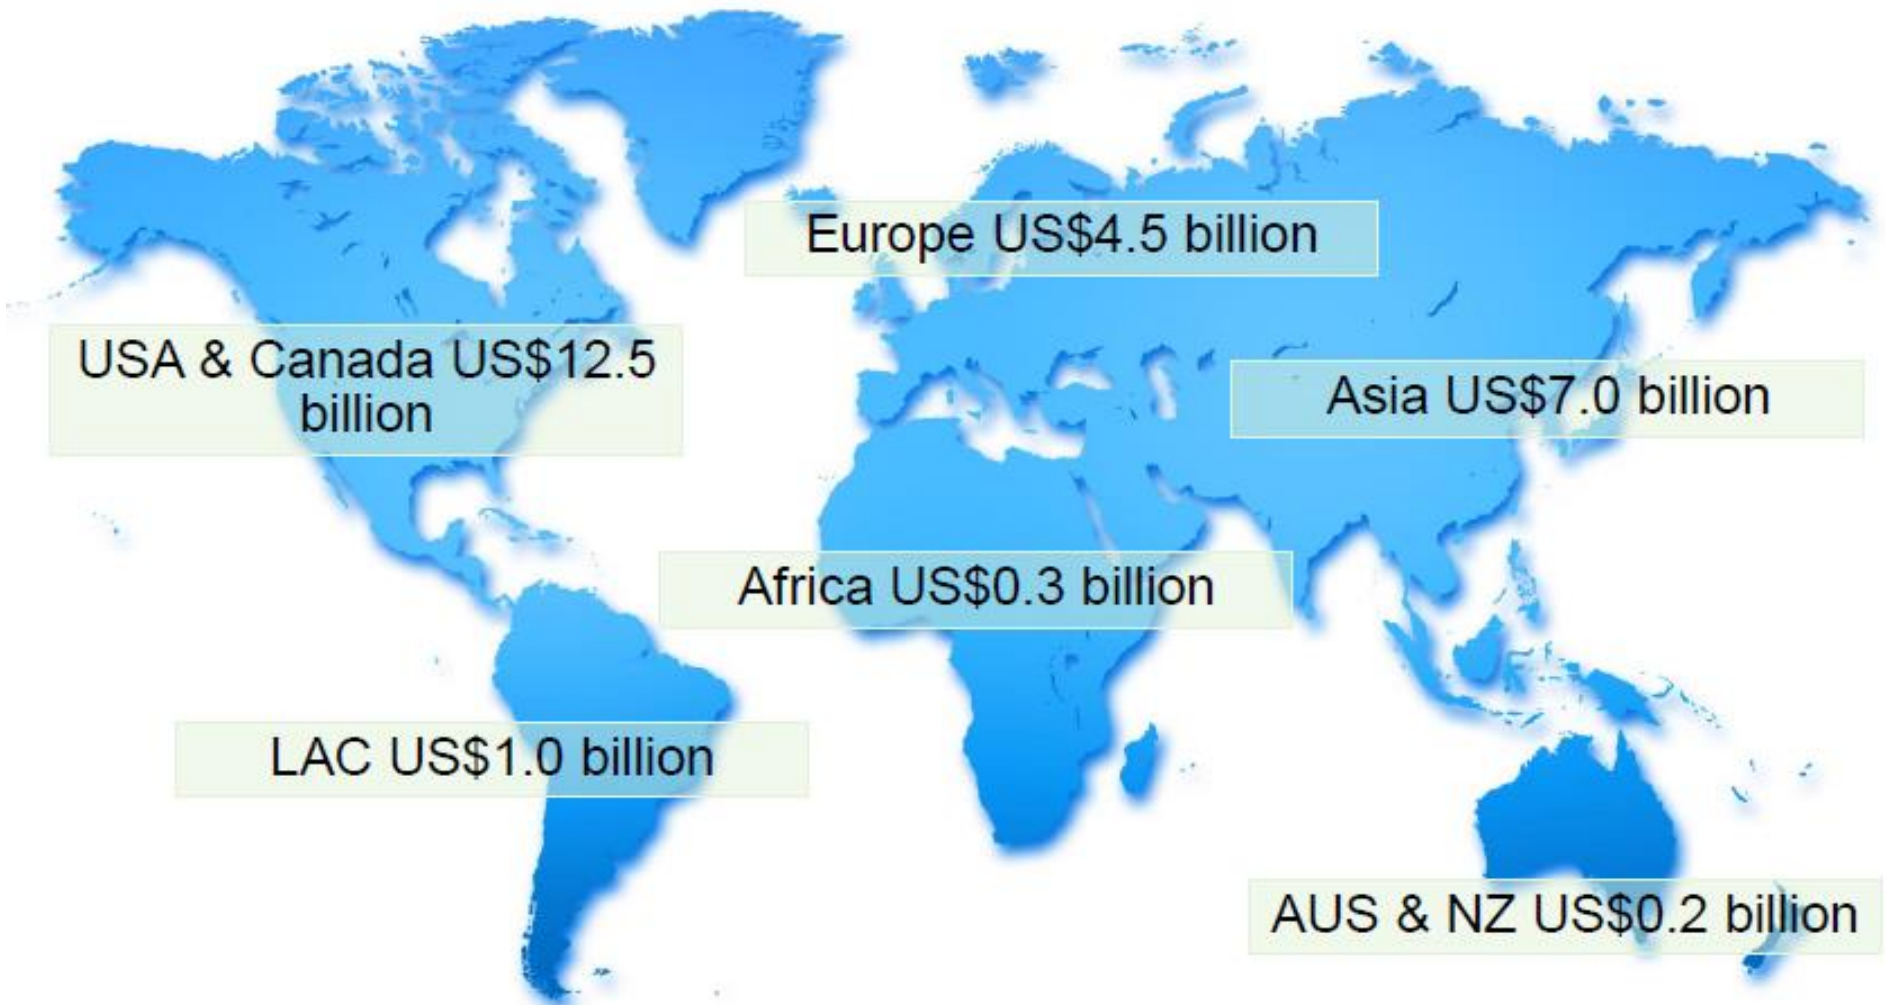 Europe US$4.5 billion
USA & Canada US$12.5
billion
Asia US$7.0 billion
Africa US$0.3 billion
LAC US$1.0 billion
AUS & NZ US$0.2 billion